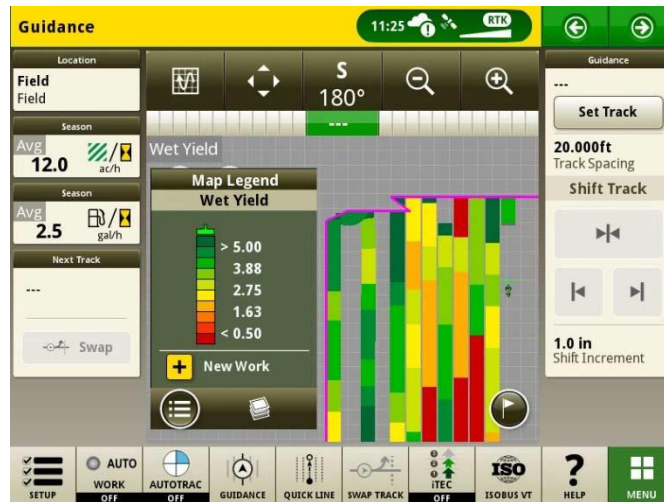 Guidance
11:25
RTK
Location
Field
Field
Season
Avg
12.0
ac/h
Season
Avg
2.5
gal/h
Next Track
---
Swap
S
180°
---
Wet Yield
Map Legend
Wet Yield
> 5.00
3.88
2.75
1.63
< 0.50
New Work
Guidance
---
Set Track
20.000ft
Track Spacing
Shift Track
1.0 in
Shift Increment
SETUP
AUTO
WORK
OFF
AUTOTRAC
OFF
GUIDANCE
QUICK LINE
SWAP TRACK
iTEC
OFF
ISO
ISOBUS VT
?
HELP
MENU